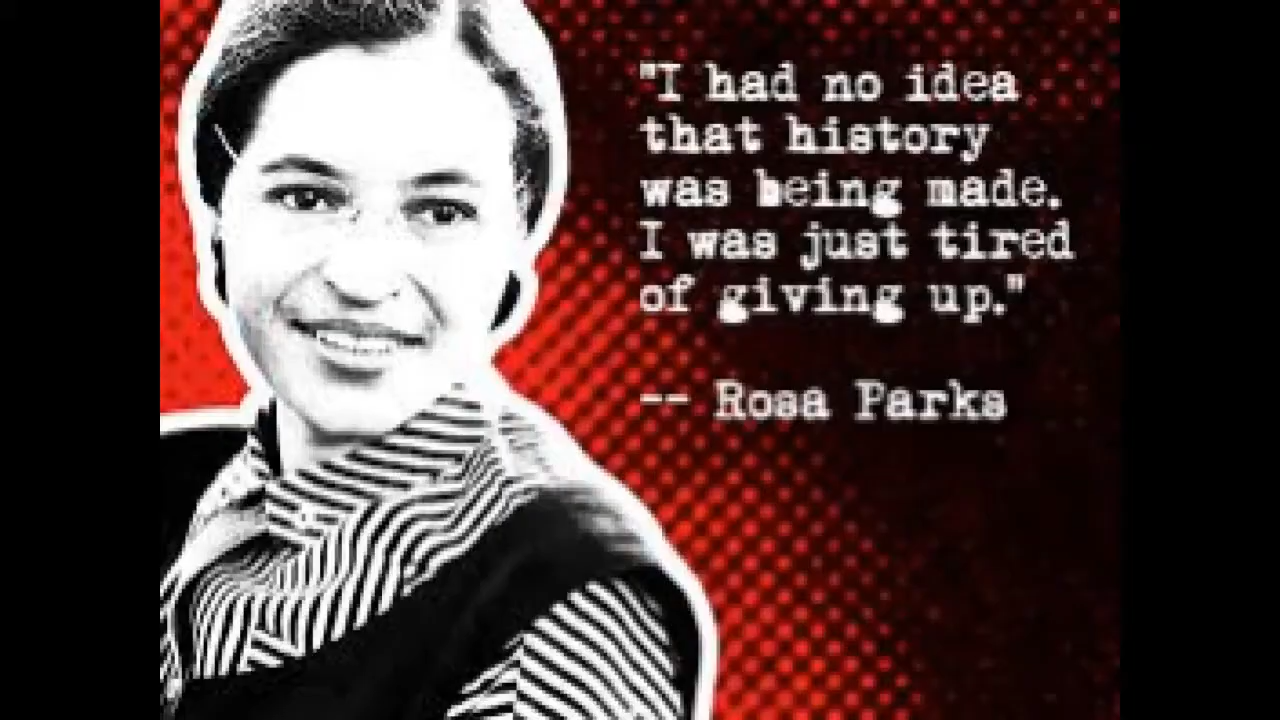 "I had no idea
that history
was being made.
I was just tired
of giving up."
-- Rosa Parks